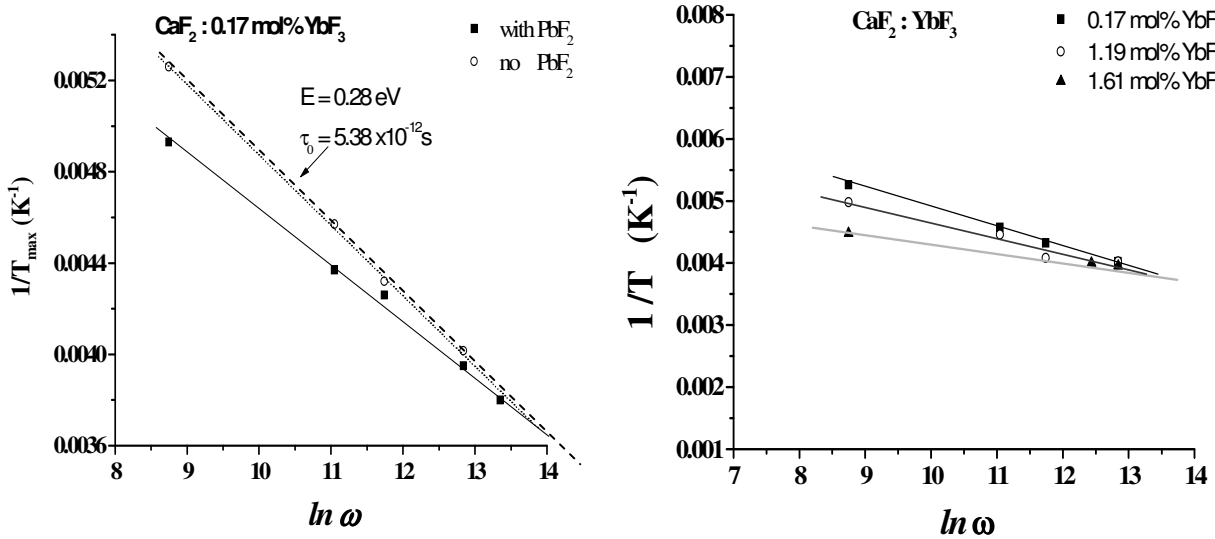 CaF₂ : 0.17 mol% YbF₃
with PbF₂
no PbF₂
E = 0.28 eV
τ₀ = 5.38 x10⁻¹² s
1/Tmax (K⁻¹)
0.0052
0.0048
0.0044
0.0040
0.0036
8 9 10 11 12 13 14
ln ω
CaF₂ : YbF₃
0.17 mol% YbF
1.19 mol% YbF
1.61 mol% YbF
1/T (K⁻¹)
0.008
0.007
0.006
0.005
0.004
0.003
0.002
0.001
7 8 9 10 11 12 13 14
ln ω